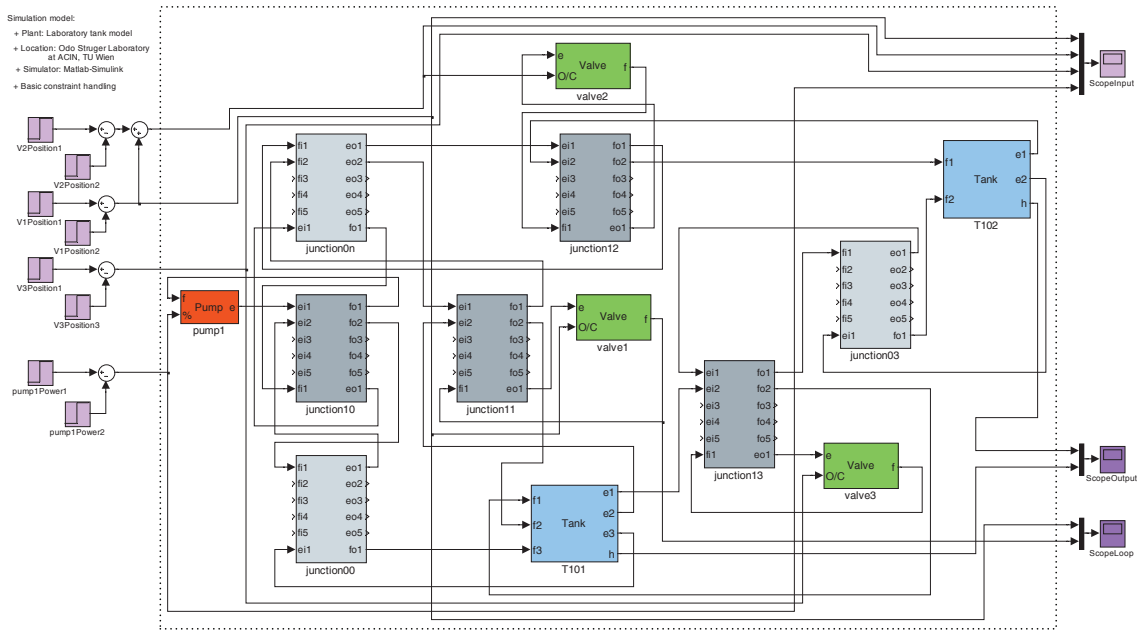 Simulation model:
+ Plant: Laboratory tank model
+ Location: Odo Struger Laboratory
at ACIN, TU Wien
+ Simulator: Matlab-Simulink
+ Basic constraint handling
V2Position1
V2Position2
V1Position1
V1Position2
V3Position1
V3Position3
pump1Power1
pump1Power2
f
%
Pump
e
pump1
fi1
fi2
fi3
fi4
fi5
ei1
eo1
eo2
eo3
eo4
eo5
fo1
junction0n
ei1
ei2
ei3
ei4
ei5
fi1
fo1
fo2
fo3
fo4
fo5
eo1
junction10
fi1
fi2
fi3
fi4
fi5
ei1
eo1
eo2
eo3
eo4
eo5
fo1
junction00
ei1
ei2
ei3
ei4
ei5
fi1
fo1
fo2
fo3
fo4
fo5
eo1
junction11
e
O/C
Valve
f
valve2
ei1
ei2
ei3
ei4
ei5
fi1
fo1
fo2
fo3
fo4
fo5
eo1
junction12
e
O/C
Valve
f
valve1
f1
f2
f3
Tank
e1
e2
e3
h
T101
ei1
ei2
ei3
ei4
ei5
fi1
fo1
fo2
fo3
fo4
fo5
eo1
junction13
fi1
fi2
fi3
fi4
fi5
ei1
eo1
eo2
eo3
eo4
eo5
fo1
junction03
e
O/C
Valve
f
valve3
f1
f2
Tank
e1
e2
h
T102
ScopeInput
ScopeOutput
ScopeLoop